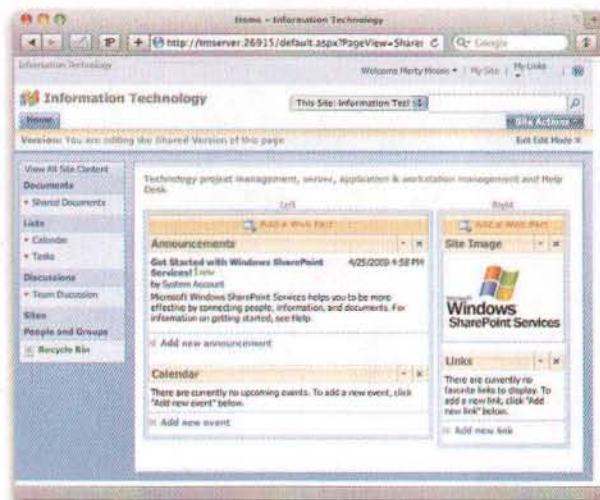 Home - Information Technology
http://tmserver:26915/default.aspx?PageView=Shared
Google
Information Technology
Welcome Marty | My Site | My Links
Information Technology
This Site: Information Tec
Home
Site Actions
Version: You are editing the Shared Version of this page
Exit Edit Mode
View All Site Content
Documents
Shared Documents
Lists
Calendar
Tasks
Discussions
Team Discussion
Sites
People and Groups
Recycle Bin
Technology project management, server, application & workstation management and Help
Desk
Left
Add a Web Part
Announcements
Get Started with Windows SharePoint
Services! new
4/25/2009 4:58 PM
by System Account
Microsoft Windows SharePoint Services helps you to be more
effective by connecting people, information, and documents. For
information on getting started, see Help.
Add new announcement
Calendar
There are currently no upcoming events. To add a new event, click
"Add new event" below.
Add new event
Right
Add a Web Part
Site Image
Windows
SharePoint Services
Links
There are currently no
favorite links to display. To
add a new link, click "Add
new link" below.
Add new link